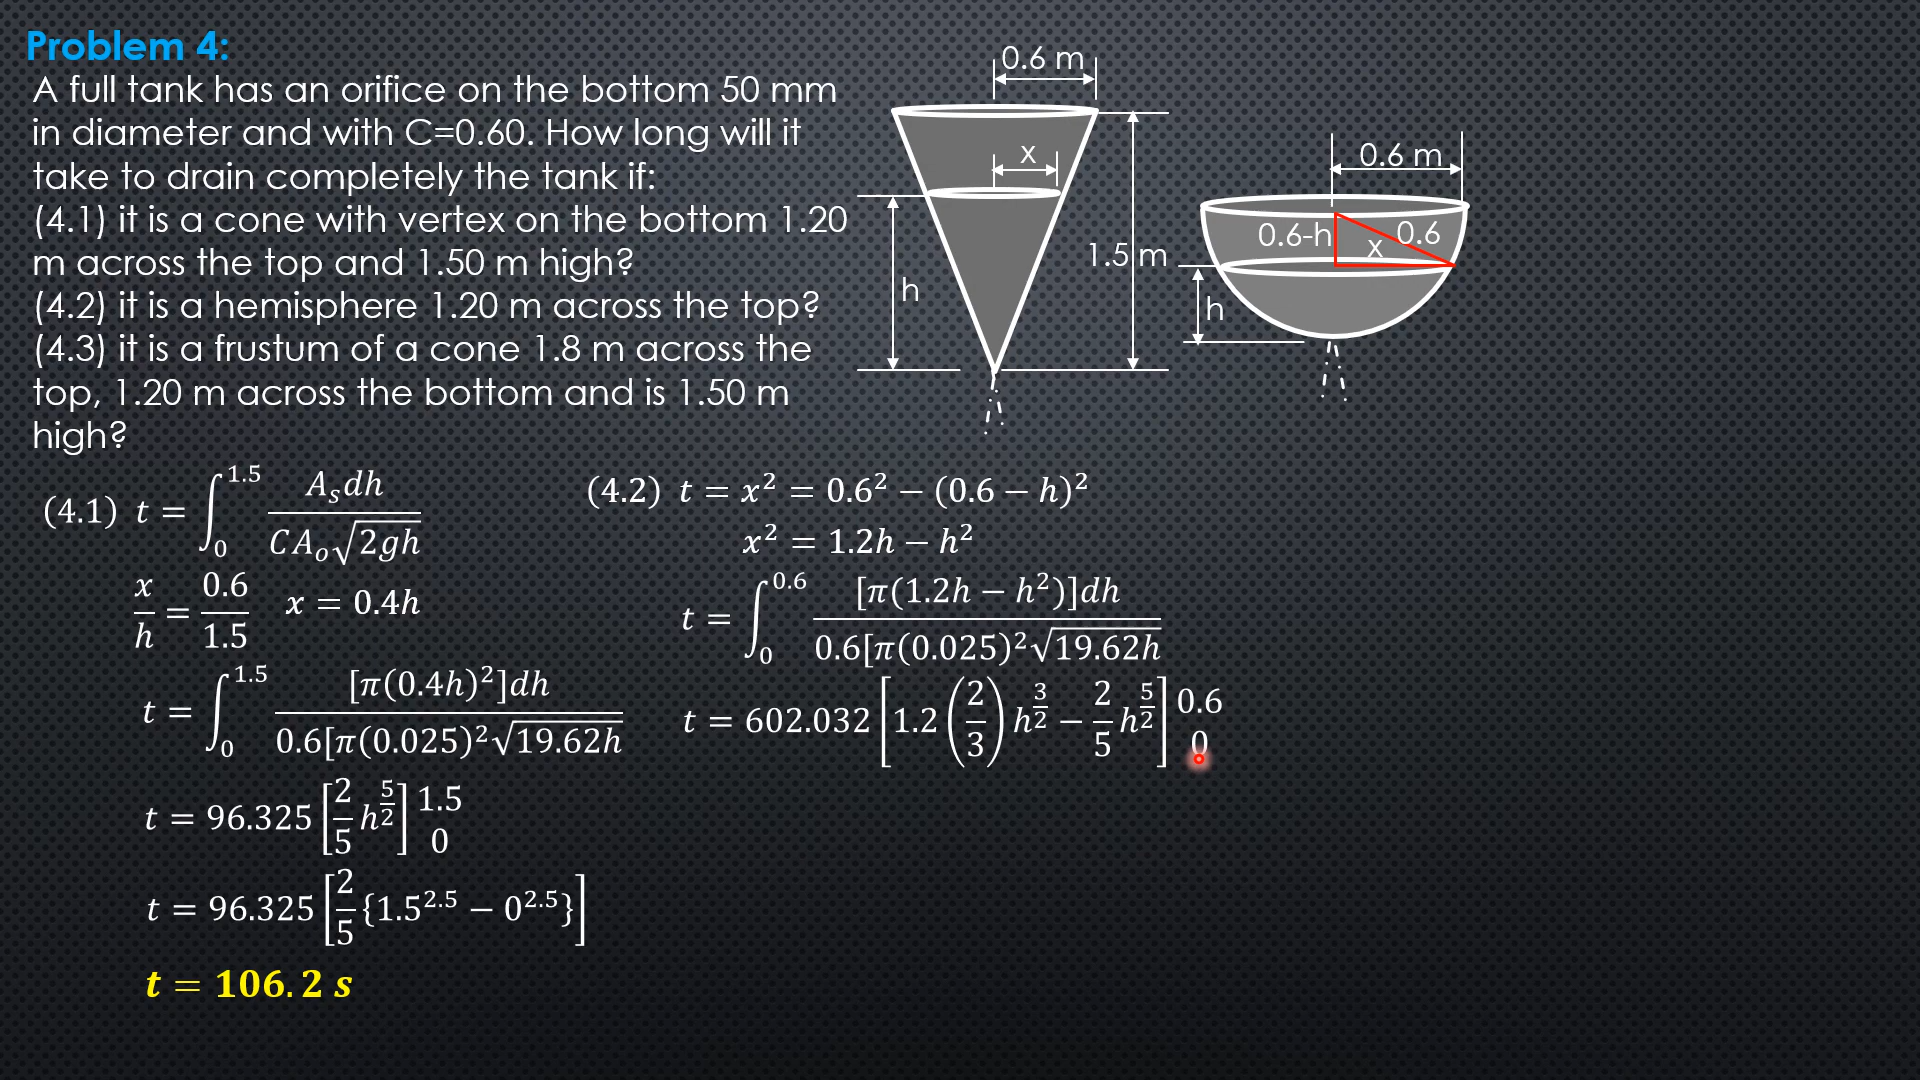 Problem 4:
A full tank has an orifice on the bottom 50 mm
in diameter and with C=0.60. How long will it
take to drain completely the tank if:
(4.1) it is a cone with vertex on the bottom 1.20
m across the top and 1.50 m high?
(4.2) it is a hemisphere 1.20 m across the top?
(4.3) it is a frustum of a cone 1.8 m across the
top, 1.20 m across the bottom and is 1.50 m
high?
0.6 m
x
h
1.5 m
0.6 m
0.6-h
x
0.6
h
(4.1) t = ∫₀^1.5 A_s dh / (C A_o √(2gh))
x/h = 0.6/1.5   x = 0.4h
t = ∫₀^1.5 [π(0.4h)²]dh / (0.6[π(0.025)²√(19.62h))
t = 96.325 [2/5 h^(5/2)] 1.5 0
t = 96.325 [2/5 {1.5^2.5 − 0^2.5}]
t = 106.2 s
(4.2) t = x² = 0.6² − (0.6 − h)²
x² = 1.2h − h²
t = ∫₀^0.6 [π(1.2h − h²)]dh / (0.6[π(0.025)²√(19.62h))
t = 602.032 [1.2 (2/3) h^(3/2) − 2/5 h^(5/2)] 0.6 0